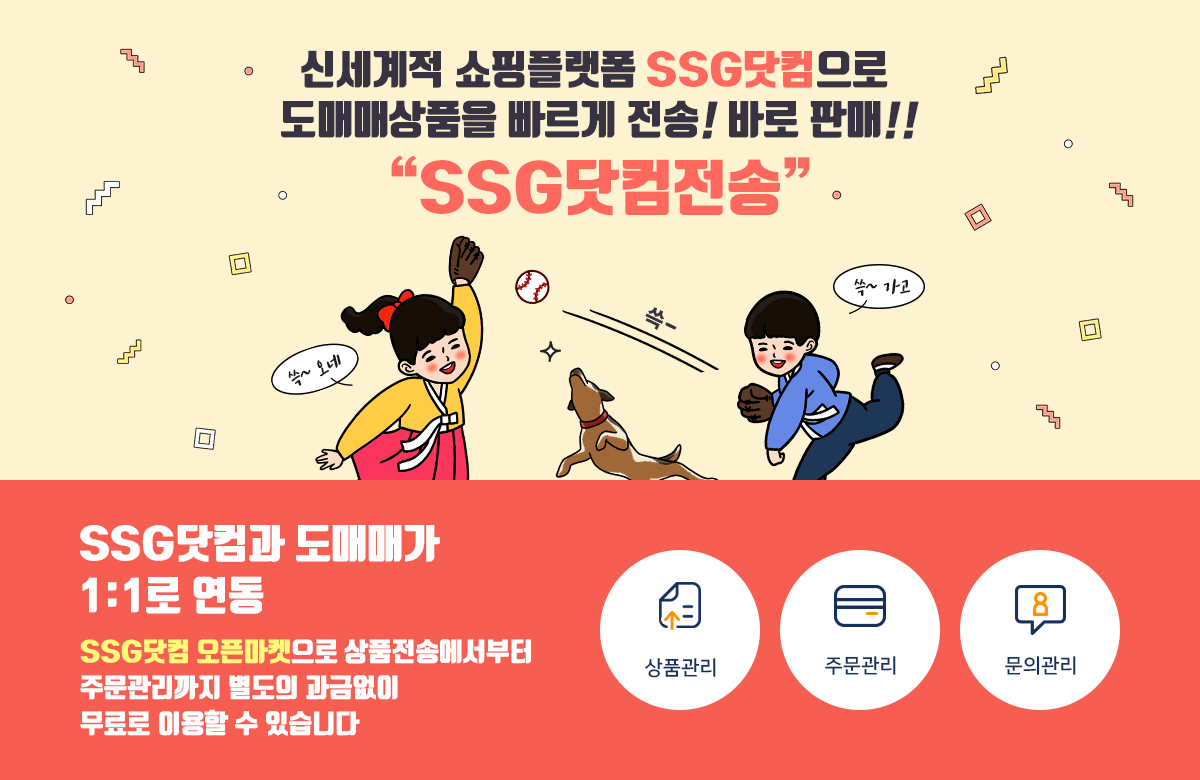 신세계적 쇼핑플랫폼 SSG닷컴으로
도매매상품을 빠르게 전송! 바로 판매!!
“SSG닷컴전송”
쓱~ 가고
쓱~
쓱~ 오네
SSG닷컴과 도매매가
1:1로 연동
SSG닷컴 오픈마켓으로 상품전송에서부터
주문관리까지 별도의 과금없이
무료로 이용할 수 있습니다
상품관리
주문관리
문의관리